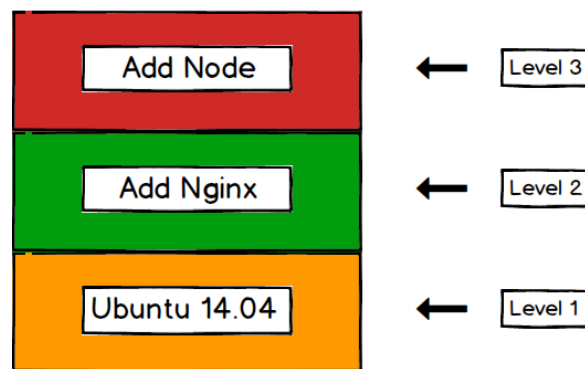 Add Node
Level 3
Add Nginx
Level 2
Ubuntu 14.04
Level 1